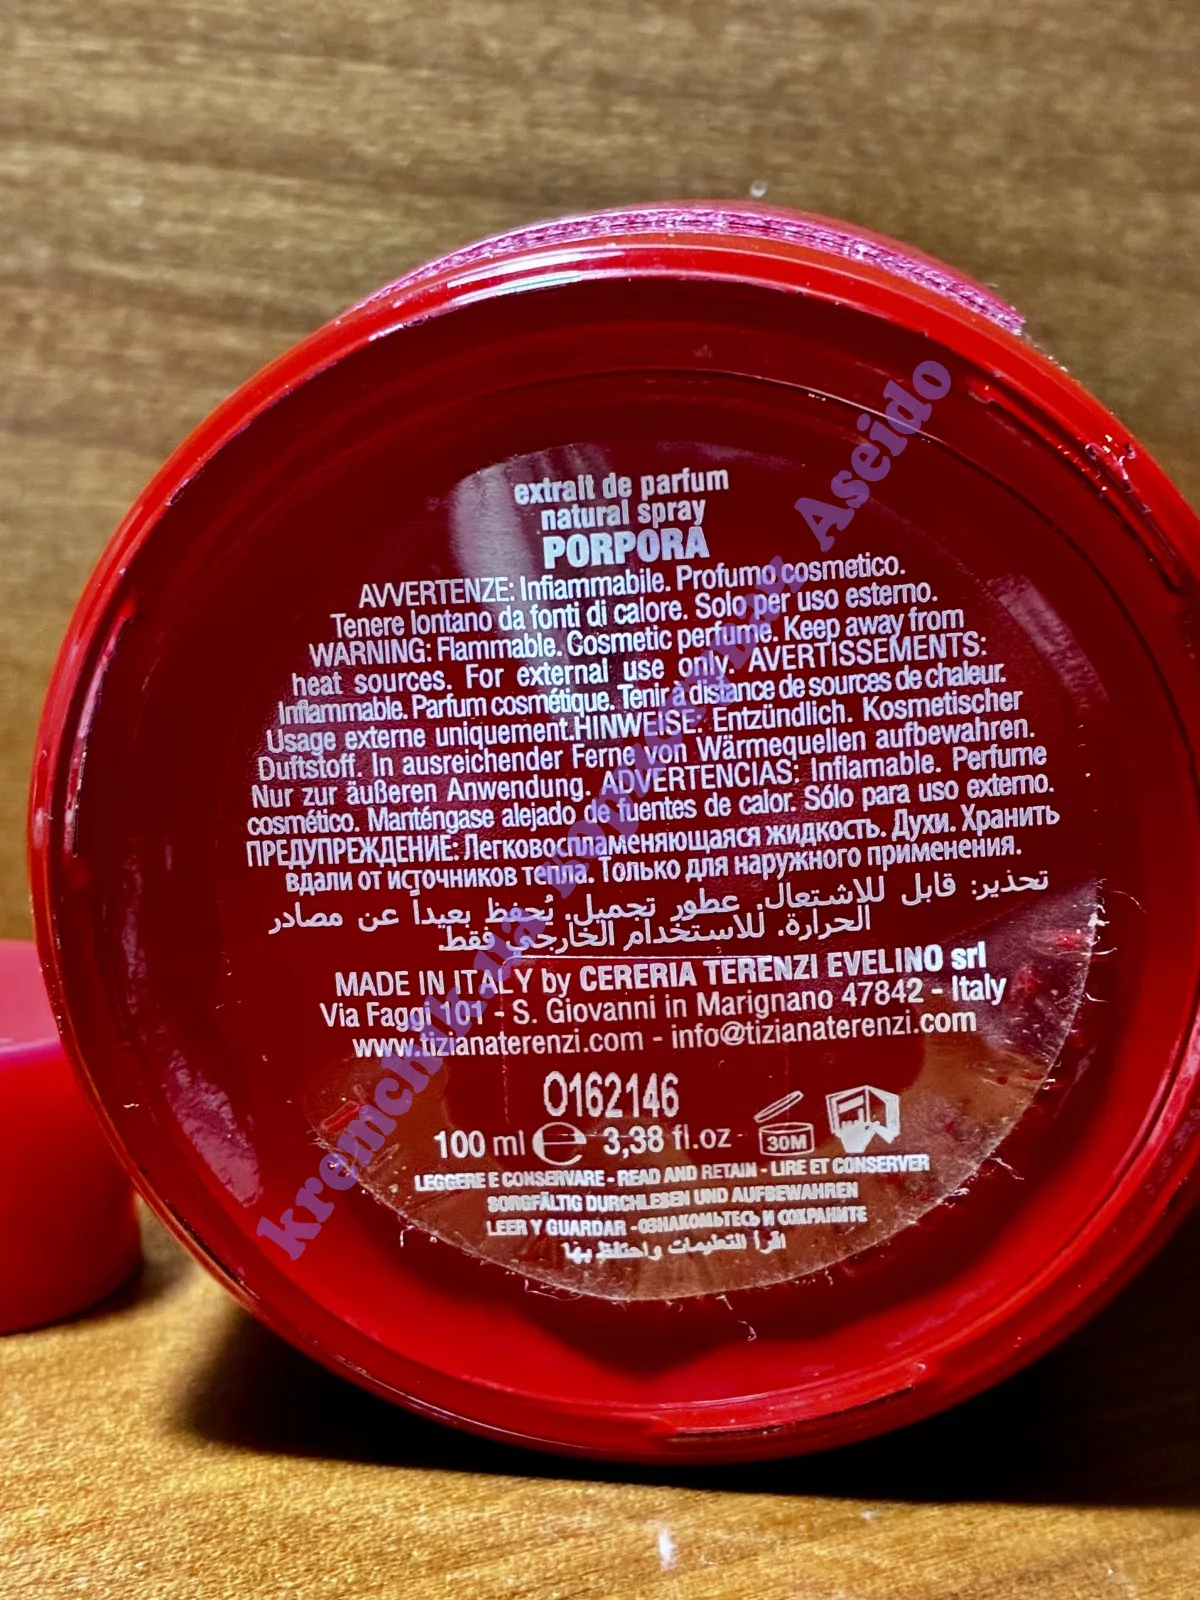 extrait de parfum
natural spray
PORPORA
AVVERTENZE: Infiammabile. Profumo cosmetico.
Tenere lontano da fonti di calore. Solo per uso esterno.
WARNING: Flammable. Cosmetic perfume. Keep away from
heat sources. For external use only. AVERTISSEMENTS:
Inflammable. Parfum cosmétique. Tenir à distance de sources de chaleur.
Usage externe uniquement.HINWEISE: Entzündlich. Kosmetischer
Duftstoff. In ausreichender Ferne von Wärmequellen aufbewahren.
Nur zur äußeren Anwendung. ADVERTENCIAS: Inflamable. Perfume
cosmético. Manténgase alejado de fuentes de calor. Sólo para uso externo.
ПРЕДУПРЕЖДЕНИЕ: Легковоспламеняющаяся жидкость. Духи. Хранить
вдали от источников тепла. Только для наружного применения.
تحذير: قابل للاشتعال. عطور تجميل. يُحفظ بعيداً عن مصادر
الحرارة. للاستخدام الخارجي فقط.
MADE IN ITALY by CERERIA TERENZI EVELINO srl
Via Faggi 101 - S. Giovanni in Marignano 47842 - Italy
www.tizianaterenzi.com - info@tizianaterenzi.com
0162146
100 ml e 3,38 fl.oz 30M
LEGGERE E CONSERVARE - READ AND RETAIN - LIRE ET CONSERVER
SORGFÄLTIG DURCHLESEN UND AUFBEWAHREN
LEER Y GUARDAR - ОЗНАКОМЬТЕСЬ И СОХРАНИТЕ
اقرأ التعليمات واحتفظ بها
Aseido